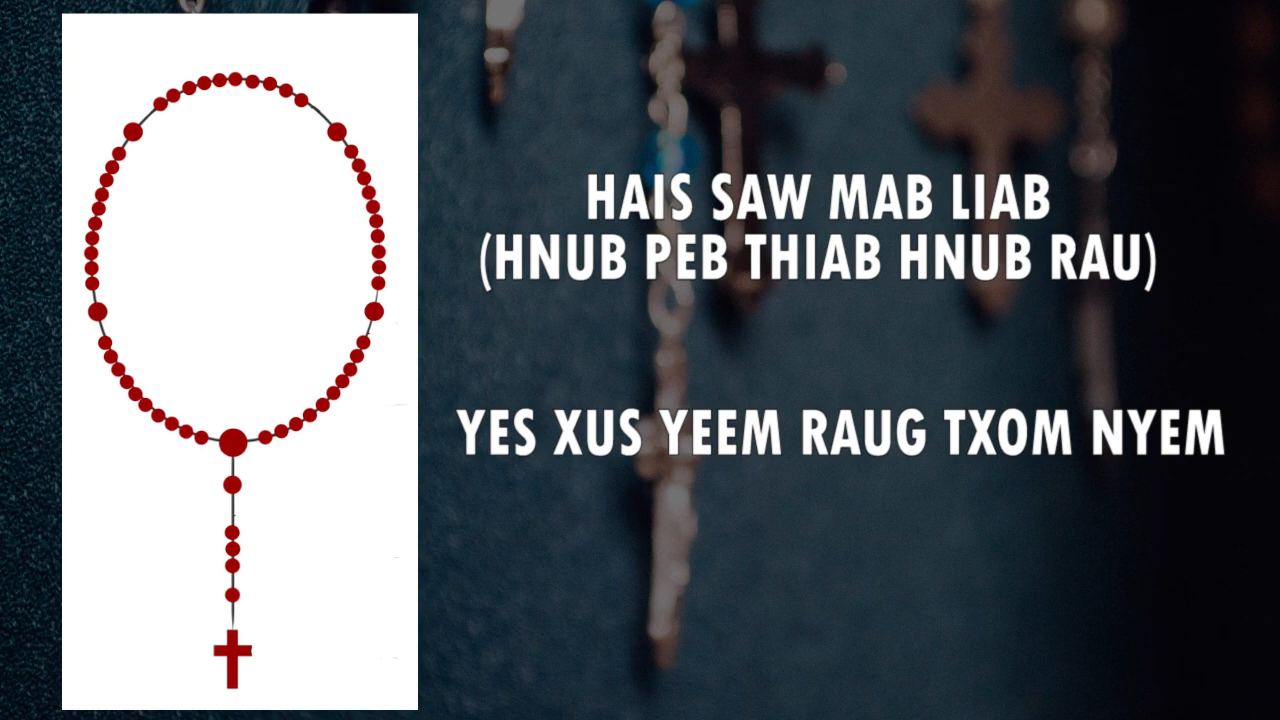 HAIS SAW MAB LIAB
(HNUB PEB THIAB HNUB RAU)
YES XUS YEEM RAUG TXOM NYEM